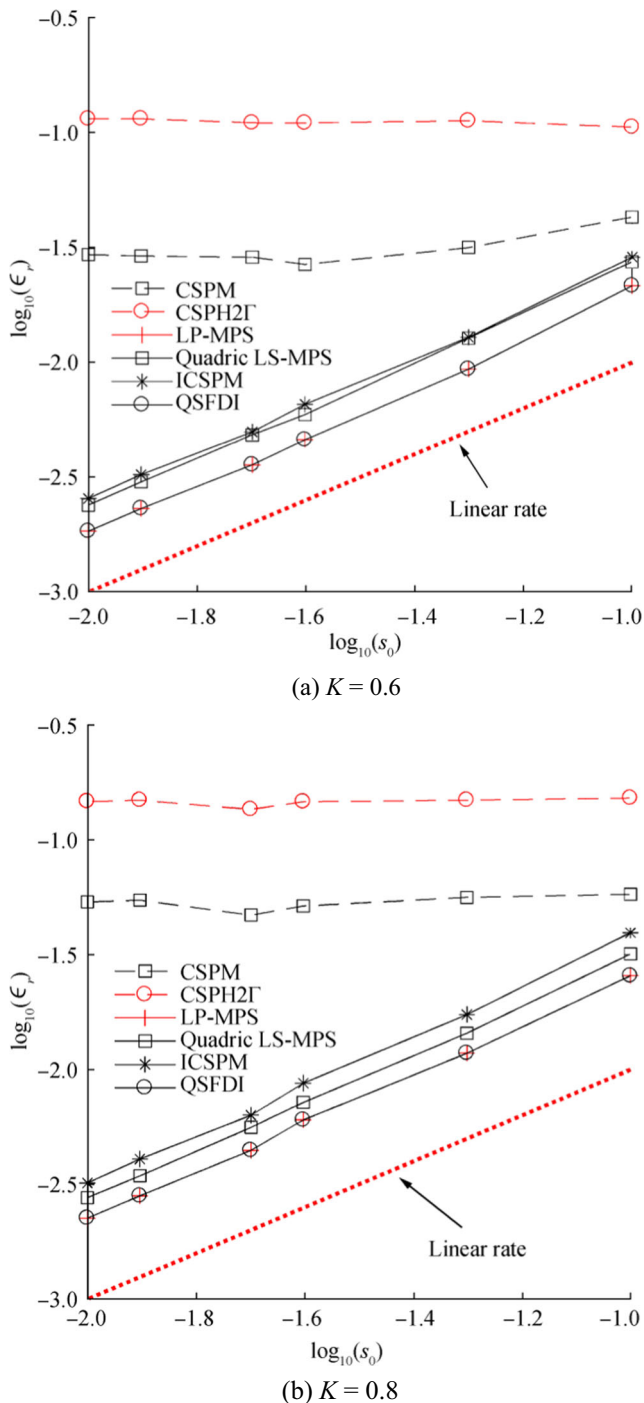 -0.5
-1.0
-1.5
-2.0
-2.5
-3.0
log₁₀(ϵᵣ)
CSPM
CSPH2Γ
LP-MPS
Quadric LS-MPS
ICSPM
QSFDI
Linear rate
-2.0 -1.8 -1.6 -1.4 -1.2 -1.0
log₁₀(s₀)
(a) K = 0.6
-0.5
-1.0
-1.5
-2.0
-2.5
-3.0
log₁₀(ϵᵣ)
CSPM
CSPH2Γ
LP-MPS
Quadric LS-MPS
ICSPM
QSFDI
Linear rate
-2.0 -1.8 -1.6 -1.4 -1.2 -1.0
log₁₀(s₀)
(b) K = 0.8